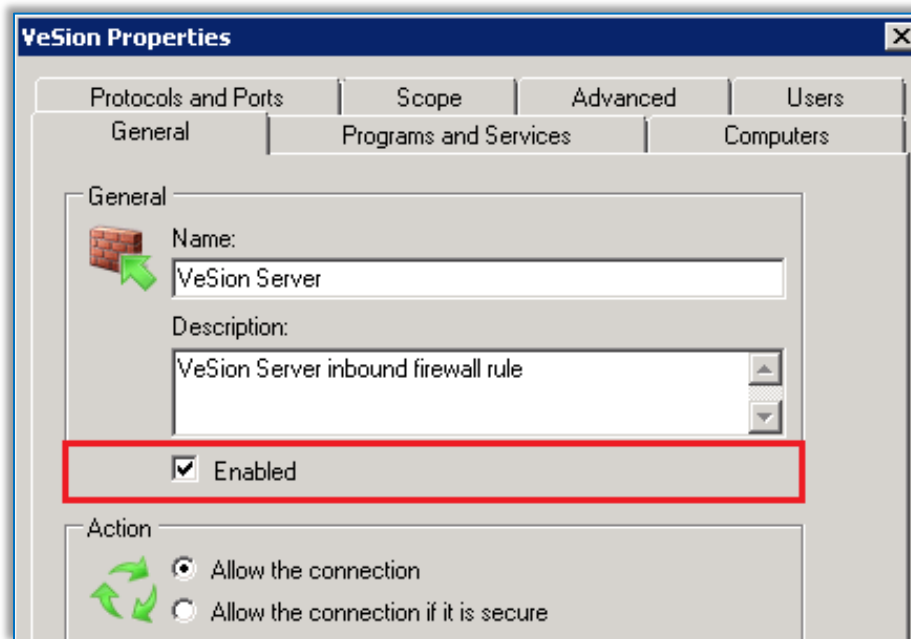 VeSion Properties
Protocols and Ports Scope Advanced Users
General Programs and Services Computers
General
Name:
VeSion Server
Description:
VeSion Server inbound firewall rule
Enabled
Action
Allow the connection
Allow the connection if it is secure